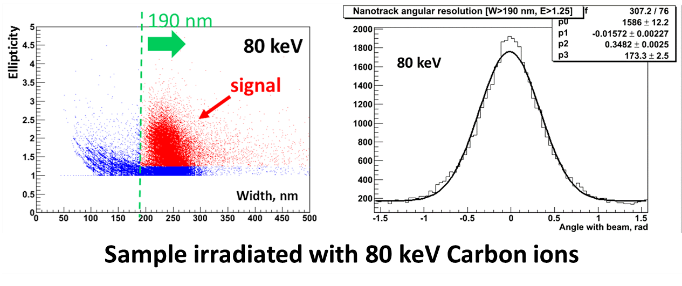 190 nm
80 keV
signal
Ellipticity
5
4.5
4
3.5
3
2.5
2
1.5
1
0.5
0
0 50 100 150 200 250 300 350 400 450 500
Width, nm
Nanotrack angular resolution [W>190 nm, E>1.25]
f 307.2 / 76
p0 1586 ± 12.2
p1 -0.01572 ± 0.00227
p2 0.3482 ± 0.0025
p3 173.3 ± 2.5
80 keV
2000
1800
1600
1400
1200
1000
800
600
400
200
-1.5 -1 -0.5 0 0.5 1 1.5
Angle with beam, rad
Sample irradiated with 80 keV Carbon ions